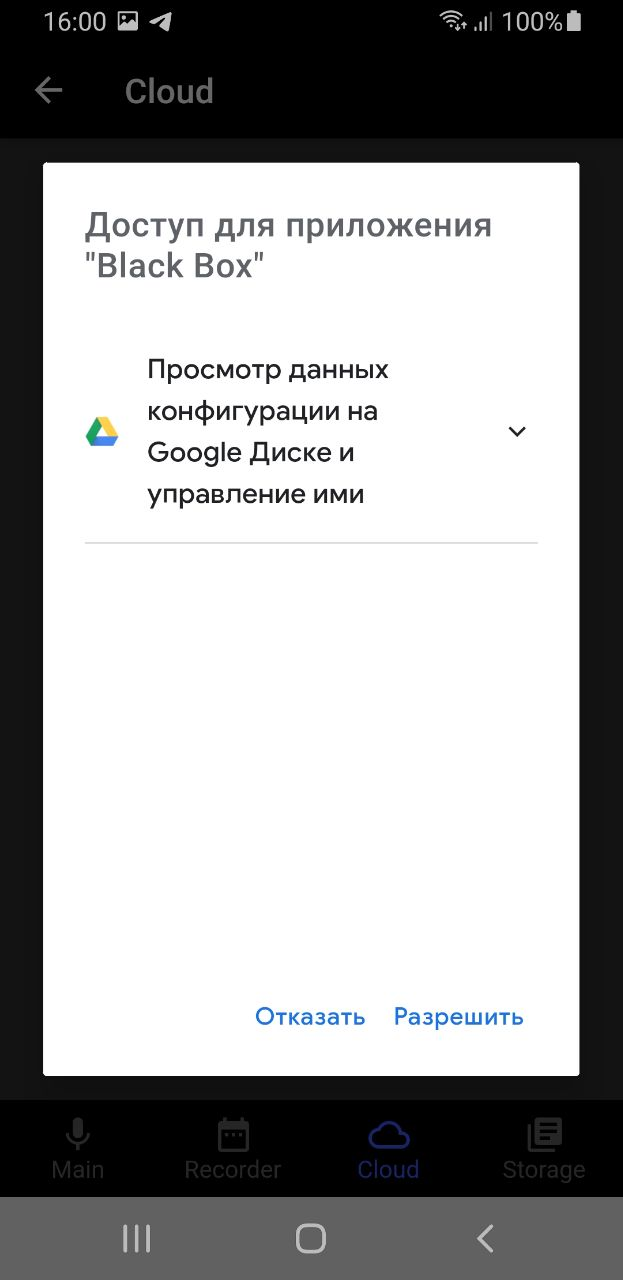 16:00 100%
Cloud
Доступ для приложения
"Black Box"
Просмотр данных
конфигурации на
Google Диске и
управление ими
Отказать Разрешить
Main Recorder Cloud Storage